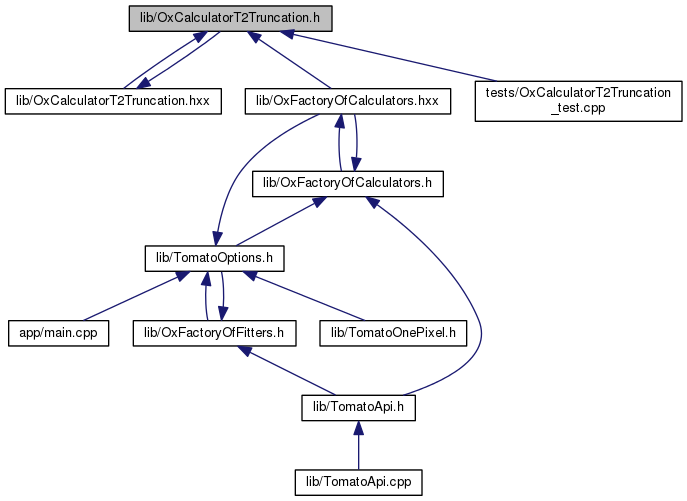 lib/OxCalculatorT2Truncation.h
lib/OxCalculatorT2Truncation.hxx
lib/OxFactoryOfCalculators.hxx
tests/OxCalculatorT2Truncation
_test.cpp
lib/OxFactoryOfCalculators.h
lib/TomatoOptions.h
app/main.cpp
lib/OxFactoryOfFitters.h
lib/TomatoOnePixel.h
lib/TomatoApi.h
lib/TomatoApi.cpp